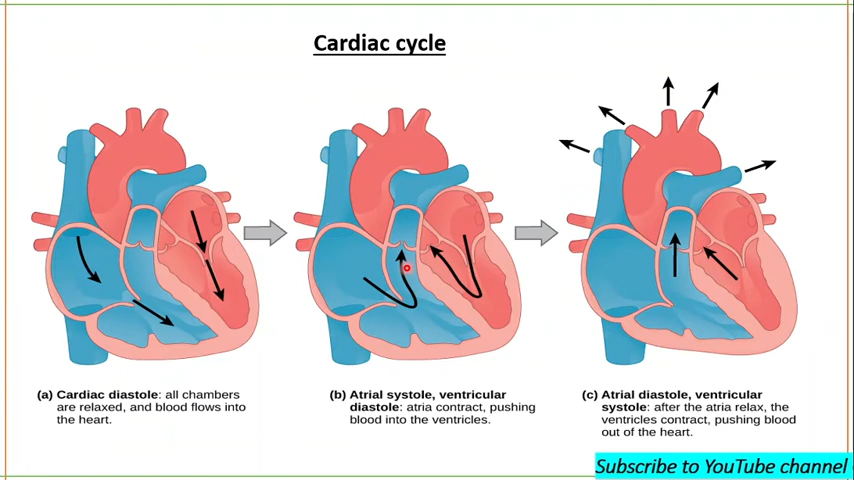 Cardiac cycle
(a) Cardiac diastole: all chambers
are relaxed, and blood flows into
the heart.
(b) Atrial systole, ventricular
diastole: atria contract, pushing
blood into the ventricles.
(c) Atrial diastole, ventricular
systole: after the atria relax, the
ventricles contract, pushing blood
out of the heart.
Subscribe to YouTube channel